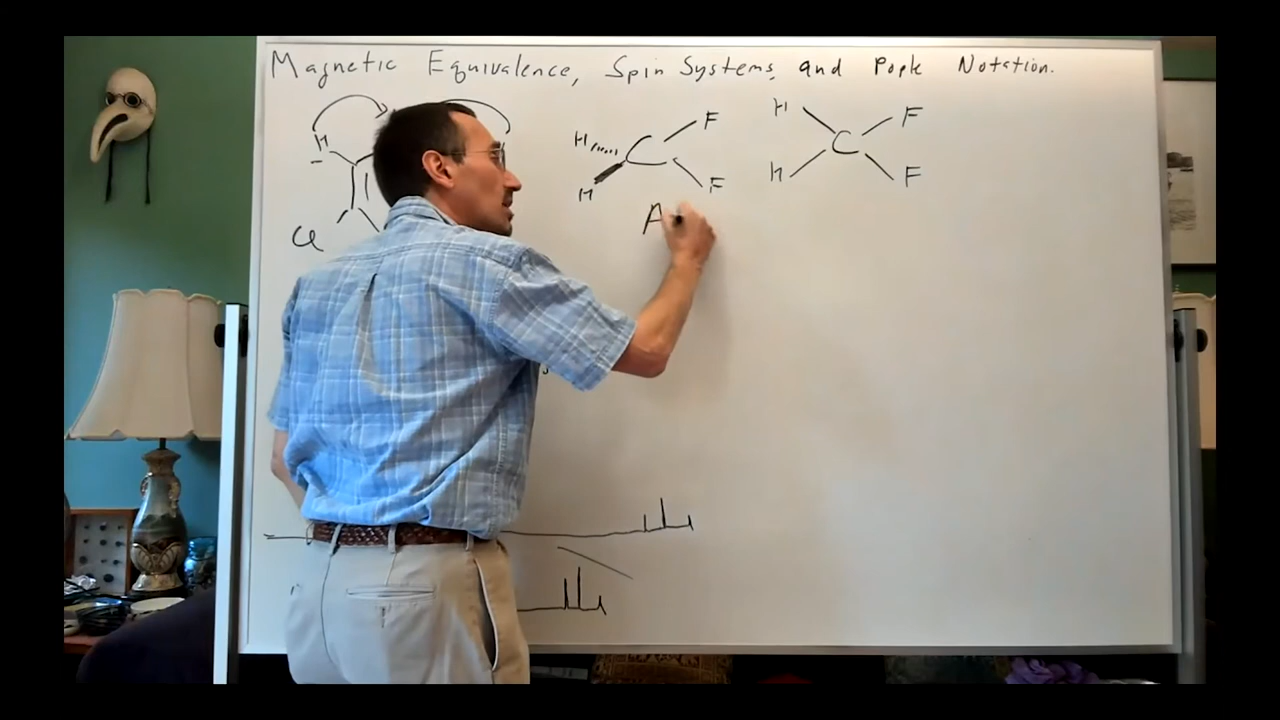 Magnetic Equivalence, Spin Systems, and Pople Notation.
H
Cl
H H C F F
A
H H C F F